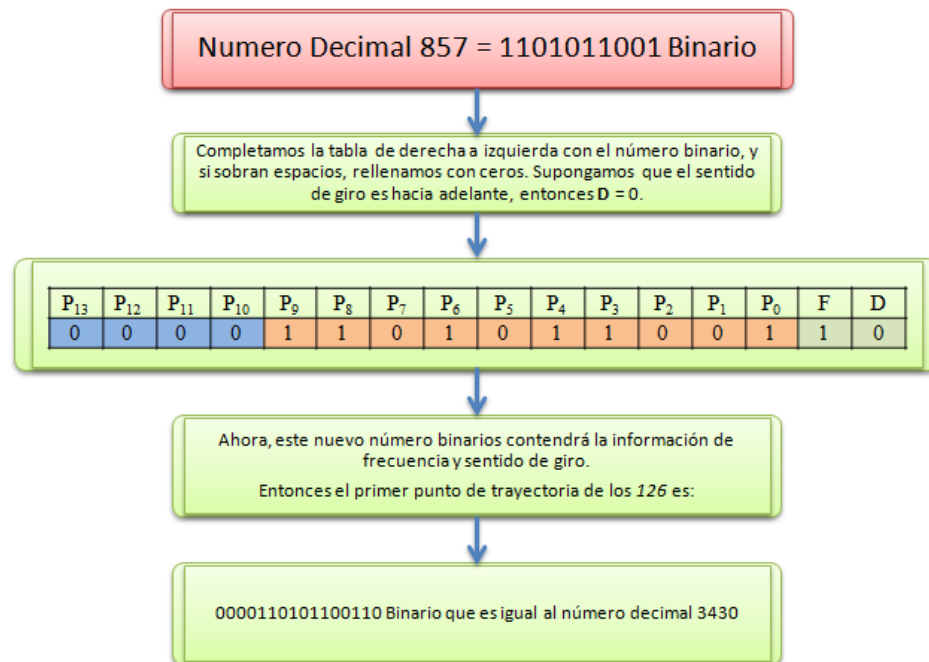 Numero Decimal 857 = 1101011001 Binario
Completamos la tabla de derecha a izquierda con el número binario, y
si sobran espacios, rellenamos con ceros. Supongamos que el sentido
de giro es hacia adelante, entonces D = 0.
P13 P12 P11 P10 P9 P8 P7 P6 P5 P4 P3 P2 P1 P0 F D
0 0 0 0 1 1 0 1 0 1 1 0 0 1 1 0
Ahora, este nuevo número binarios contendrá la información de
frecuencia y sentido de giro.
Entonces el primer punto de trayectoria de los 126 es:
0000110101100110 Binario que es igual al número decimal 3430